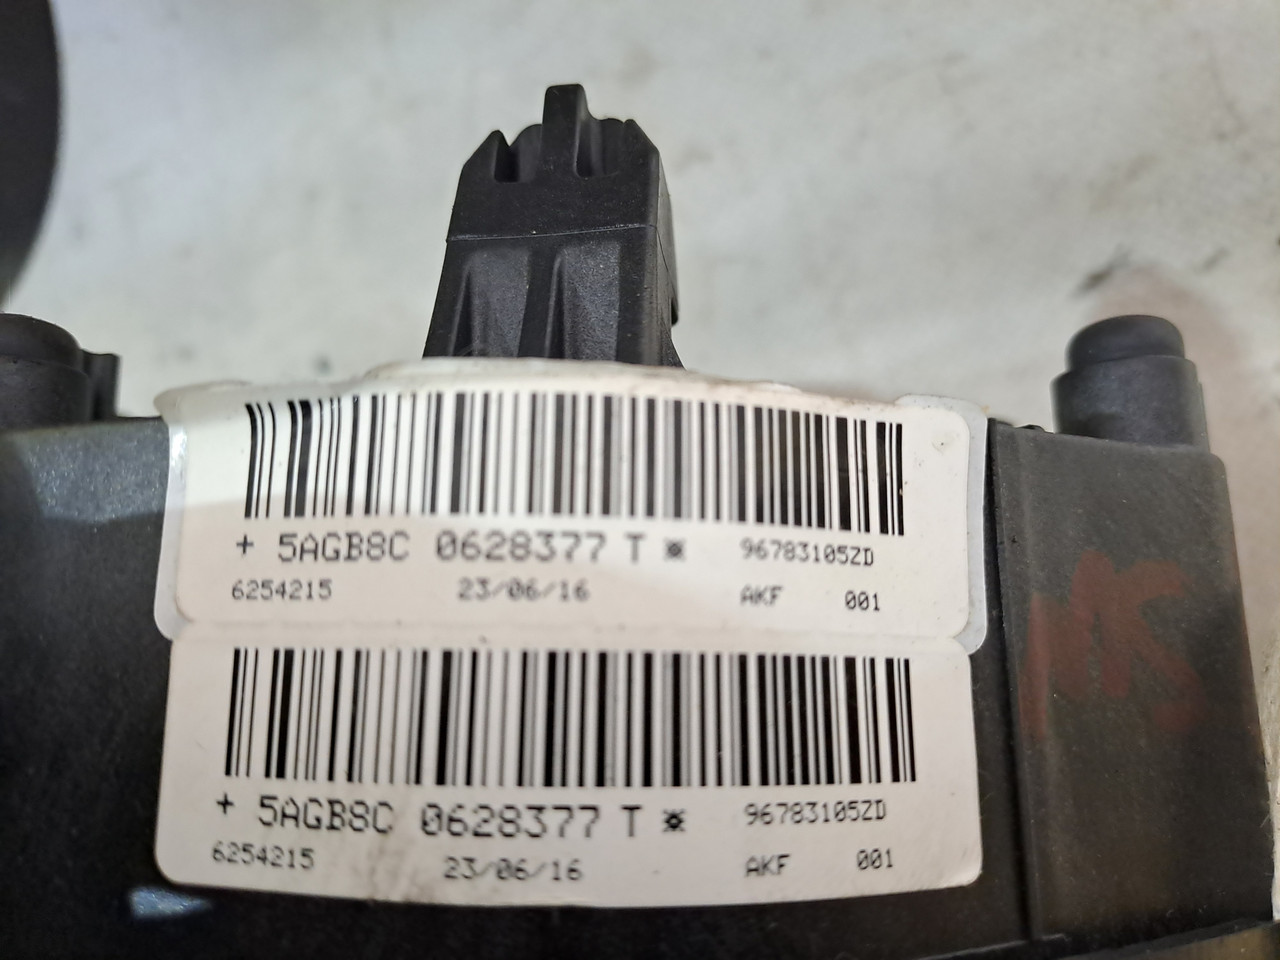 + 5AGB8C 0628377 T ※ 96783105ZD
6254215 23/06/16 AKF 001
+ 5AGB8C 0628377 T ※ 96783105ZD
6254215 23/06/16 AKF 001